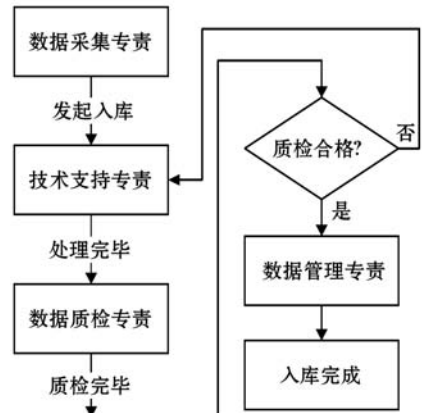 数据采集专责
发起入库
技术支持专责
处理完毕
数据质检专责
质检完毕
质检合格?
否
是
数据管理专责
入库完成